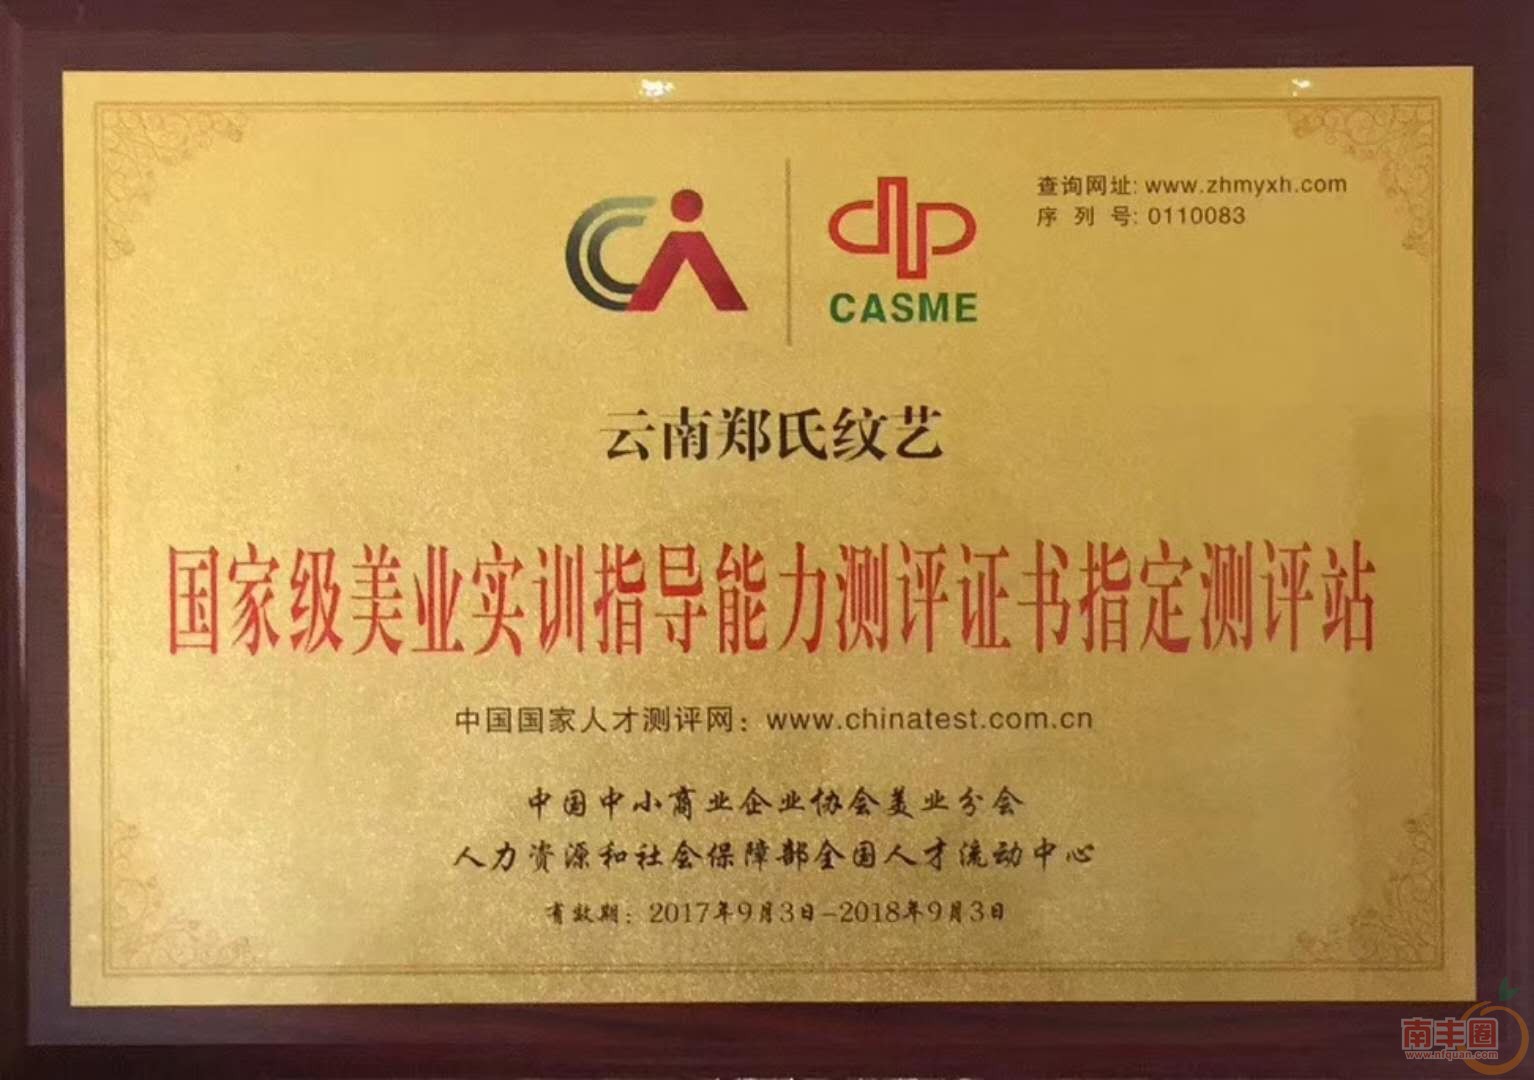 查询网址: www.zhmyxh.com
序 列 号: 0110083
CASME
云南郑氏纹艺
国家级美业实训指导能力测评证书指定测评站
中国国家人才测评网：www.chinatest.com.cn
中国中小商业企业协会美业分会
人力资源和社会保障部全国人才流动中心
有效期：2017年9月3日-2018年9月3日
南丰圈
www.nfquan.com